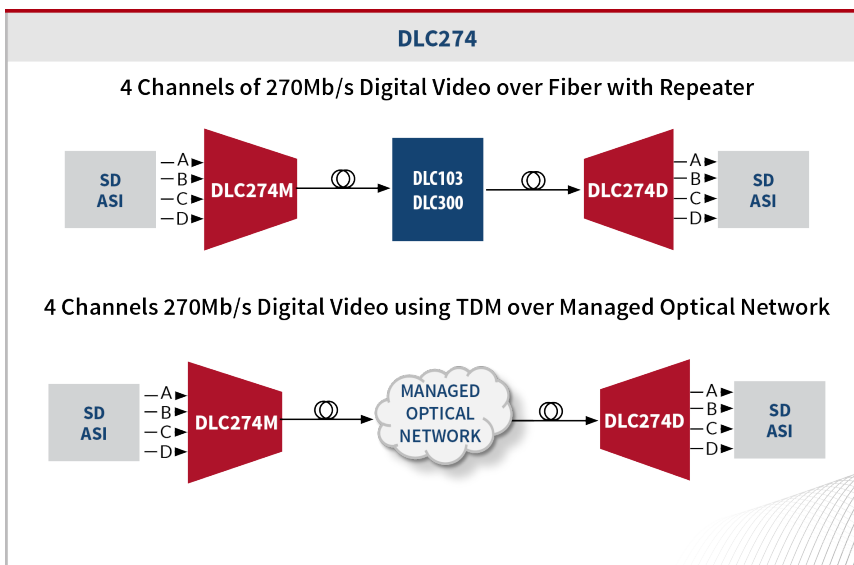 DLC274
4 Channels of 270Mb/s Digital Video over Fiber with Repeater
SD
ASI
A
B
C
D
DLC274M
DLC103
DLC300
DLC274D
A
B
C
D
SD
ASI
4 Channels 270Mb/s Digital Video using TDM over Managed Optical Network
SD
ASI
A
B
C
D
DLC274M
MANAGED
OPTICAL
NETWORK
DLC274D
A
B
C
D
SD
ASI